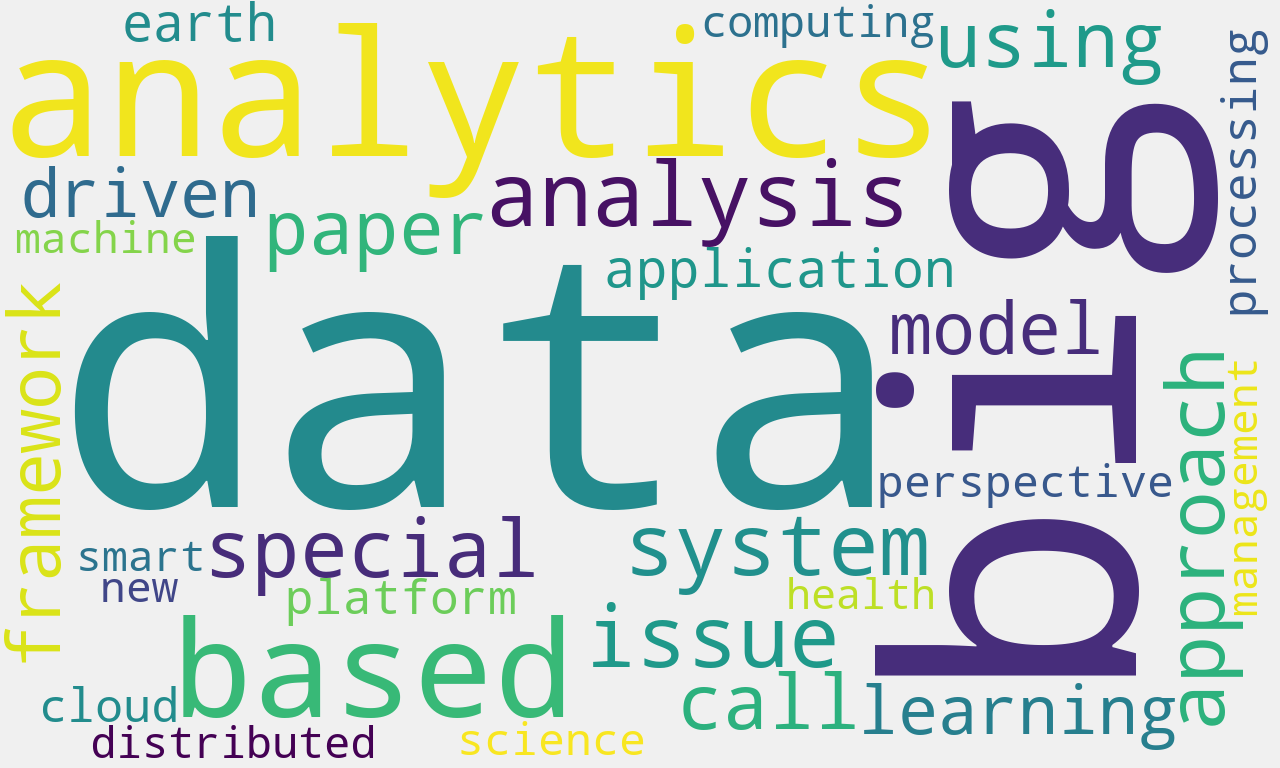 earth
computing
using
analytics
processing
big
driven
analysis
paper
machine
application
data
model
framework
perspective
approach
management
special
system
smart
new
platform
health
based
issue
call
learning
cloud
distributed
science